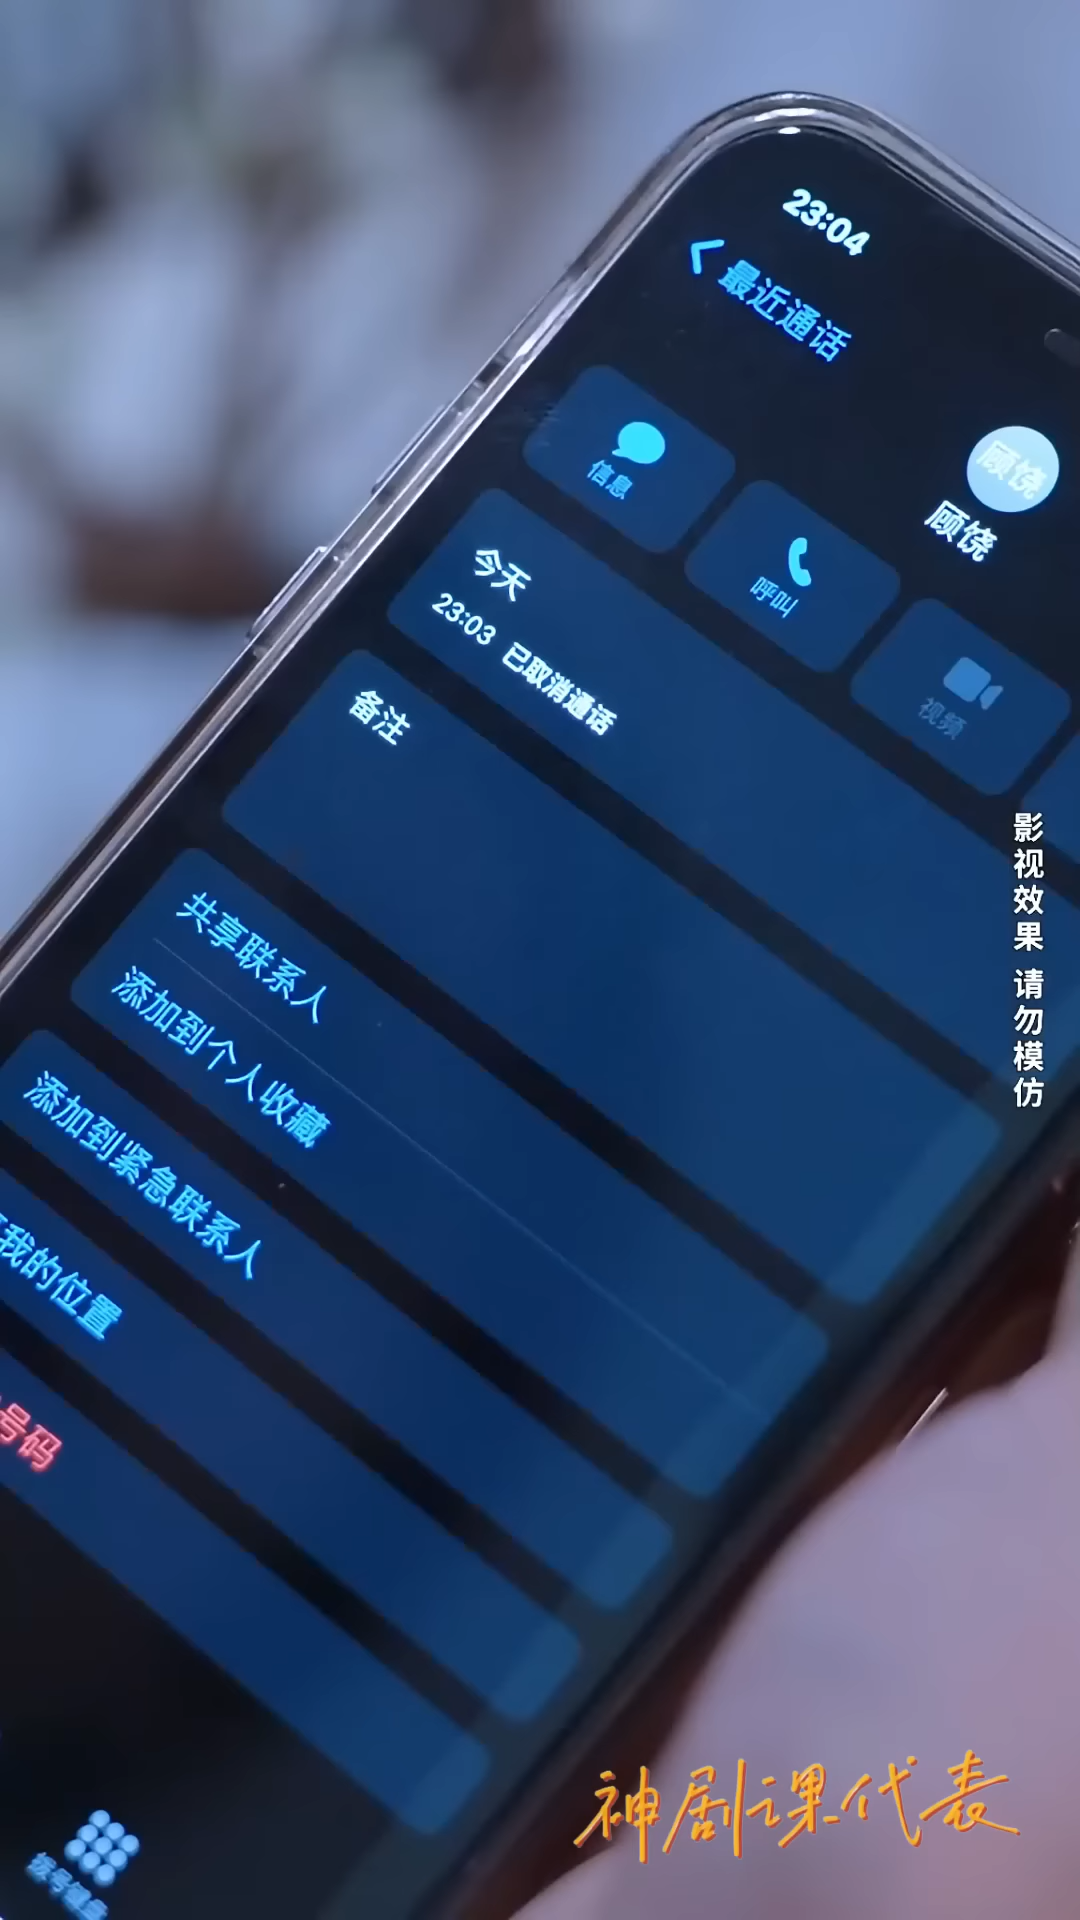 23:04
最近通话
顾饶
顾饶
信息
呼叫
视频
今天
23:03 已取消通话
备注
共享联系人
添加到个人收藏
添加到紧急联系人
我的位置
号码
影视效果 请勿模仿
神剧课代表